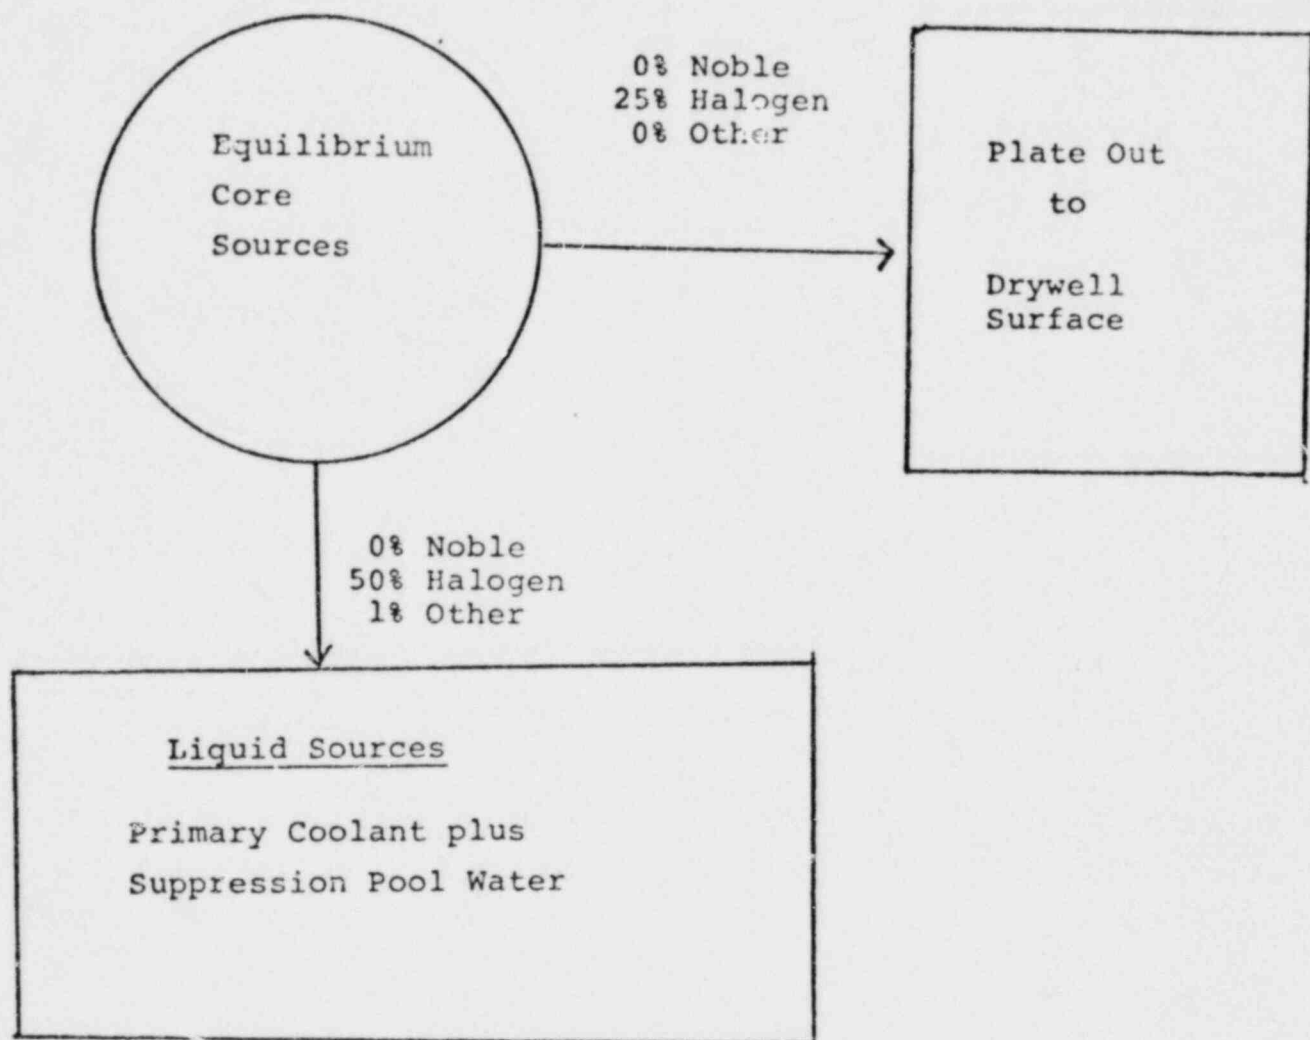 Equilibrium
Core
Sources
0% Noble
25% Halogen
0% Other
Plate Out
to
Drywell
Surface
0% Noble
50% Halogen
1% Other
Liquid Sources
Primary Coolant plus
Suppression Pool Water